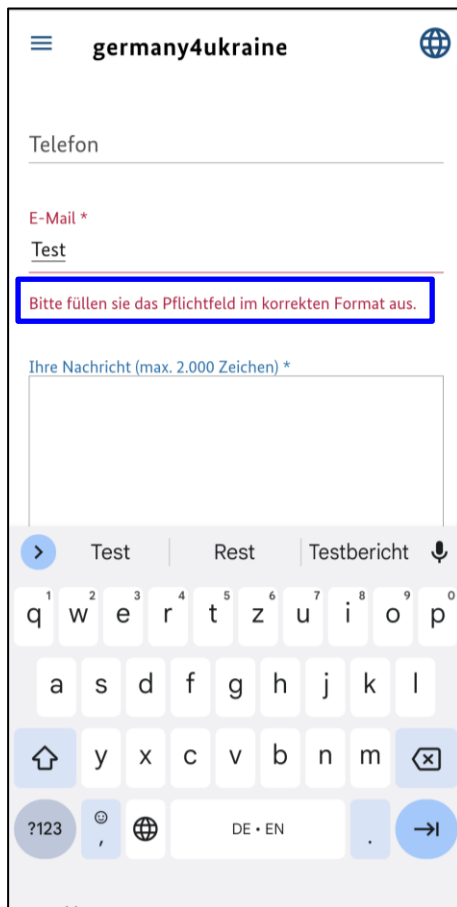 germany4ukraine
Telefon
E-Mail *
Test
Bitte füllen sie das Pflichtfeld im korrekten Format aus.
Ihre Nachricht (max. 2.000 Zeichen) *
Test Rest Testbericht
1 2 3 4 5 6 7 8 9 0
q w e r t z u i o p
a s d f g h j k l
y x c v b n m
?123 , DE • EN .